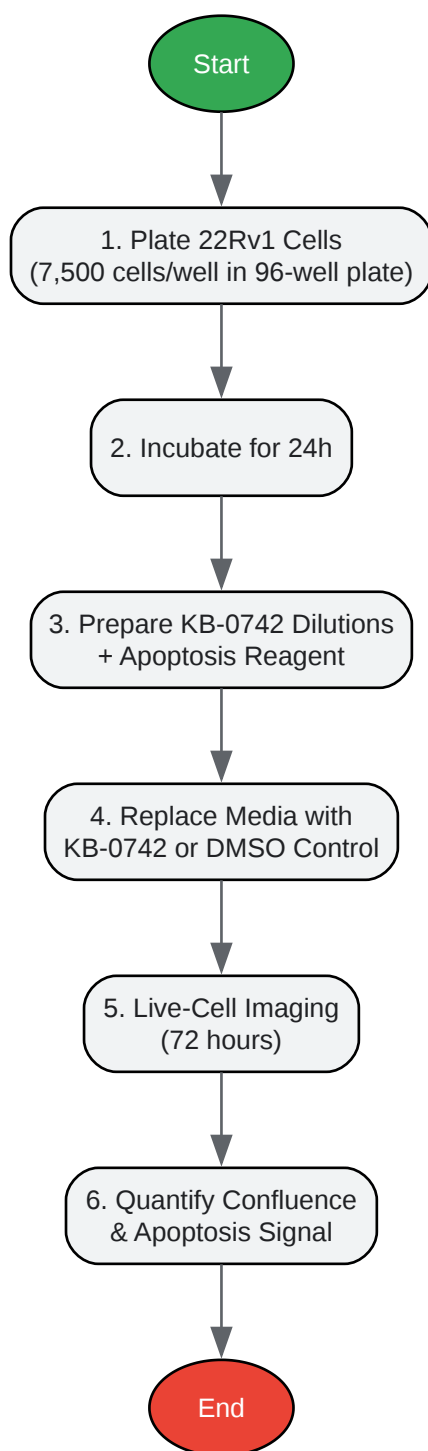 Start
1. Plate 22Rv1 Cells
(7,500 cells/well in 96-well plate)
2. Incubate for 24h
3. Prepare KB-0742 Dilutions
+ Apoptosis Reagent
4. Replace Media with
KB-0742 or DMSO Control
5. Live-Cell Imaging
(72 hours)
6. Quantify Confluence
& Apoptosis Signal
End